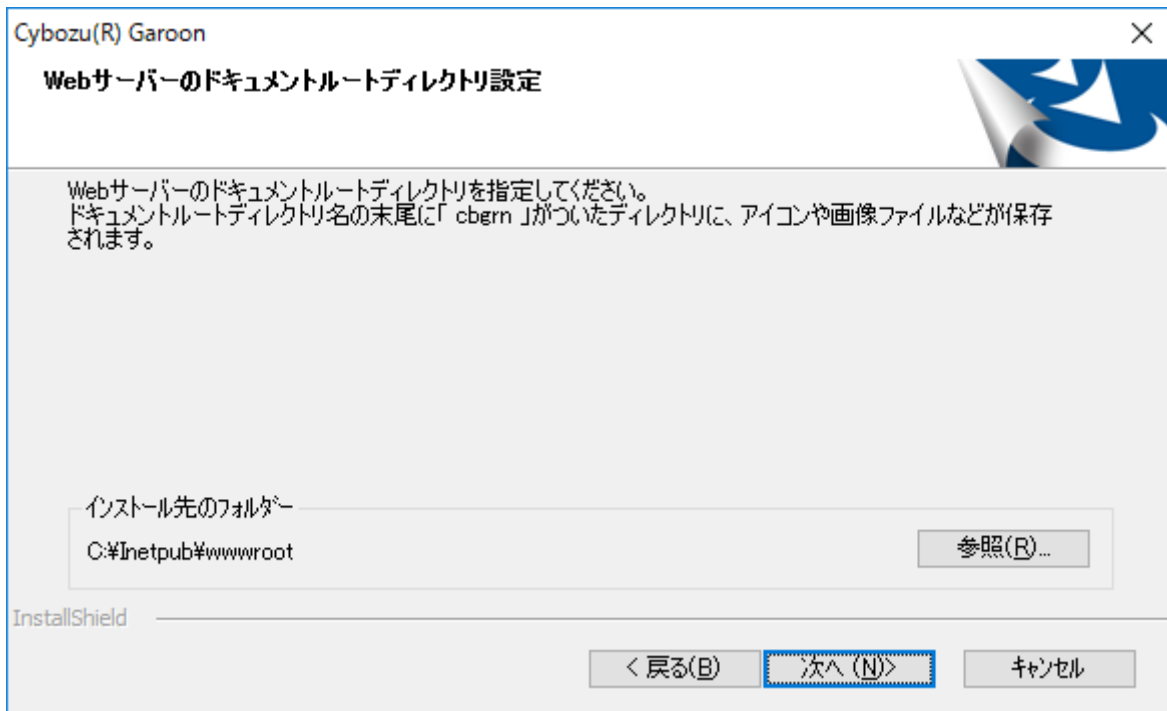 Cybozu(R) Garoon
Webサーバーのドキュメントルートディレクトリ設定
Webサーバーのドキュメントルートディレクトリを指定してください。
ドキュメントルートディレクトリ名の末尾に「 cbgrn 」がついたディレクトリに、アイコンや画像ファイルなどが保存
されます。
インストール先のフォルダー
C:¥Inetpub¥wwwroot
参照(R)...
InstallShield
< 戻る(B)
次へ (N)>
キャンセル